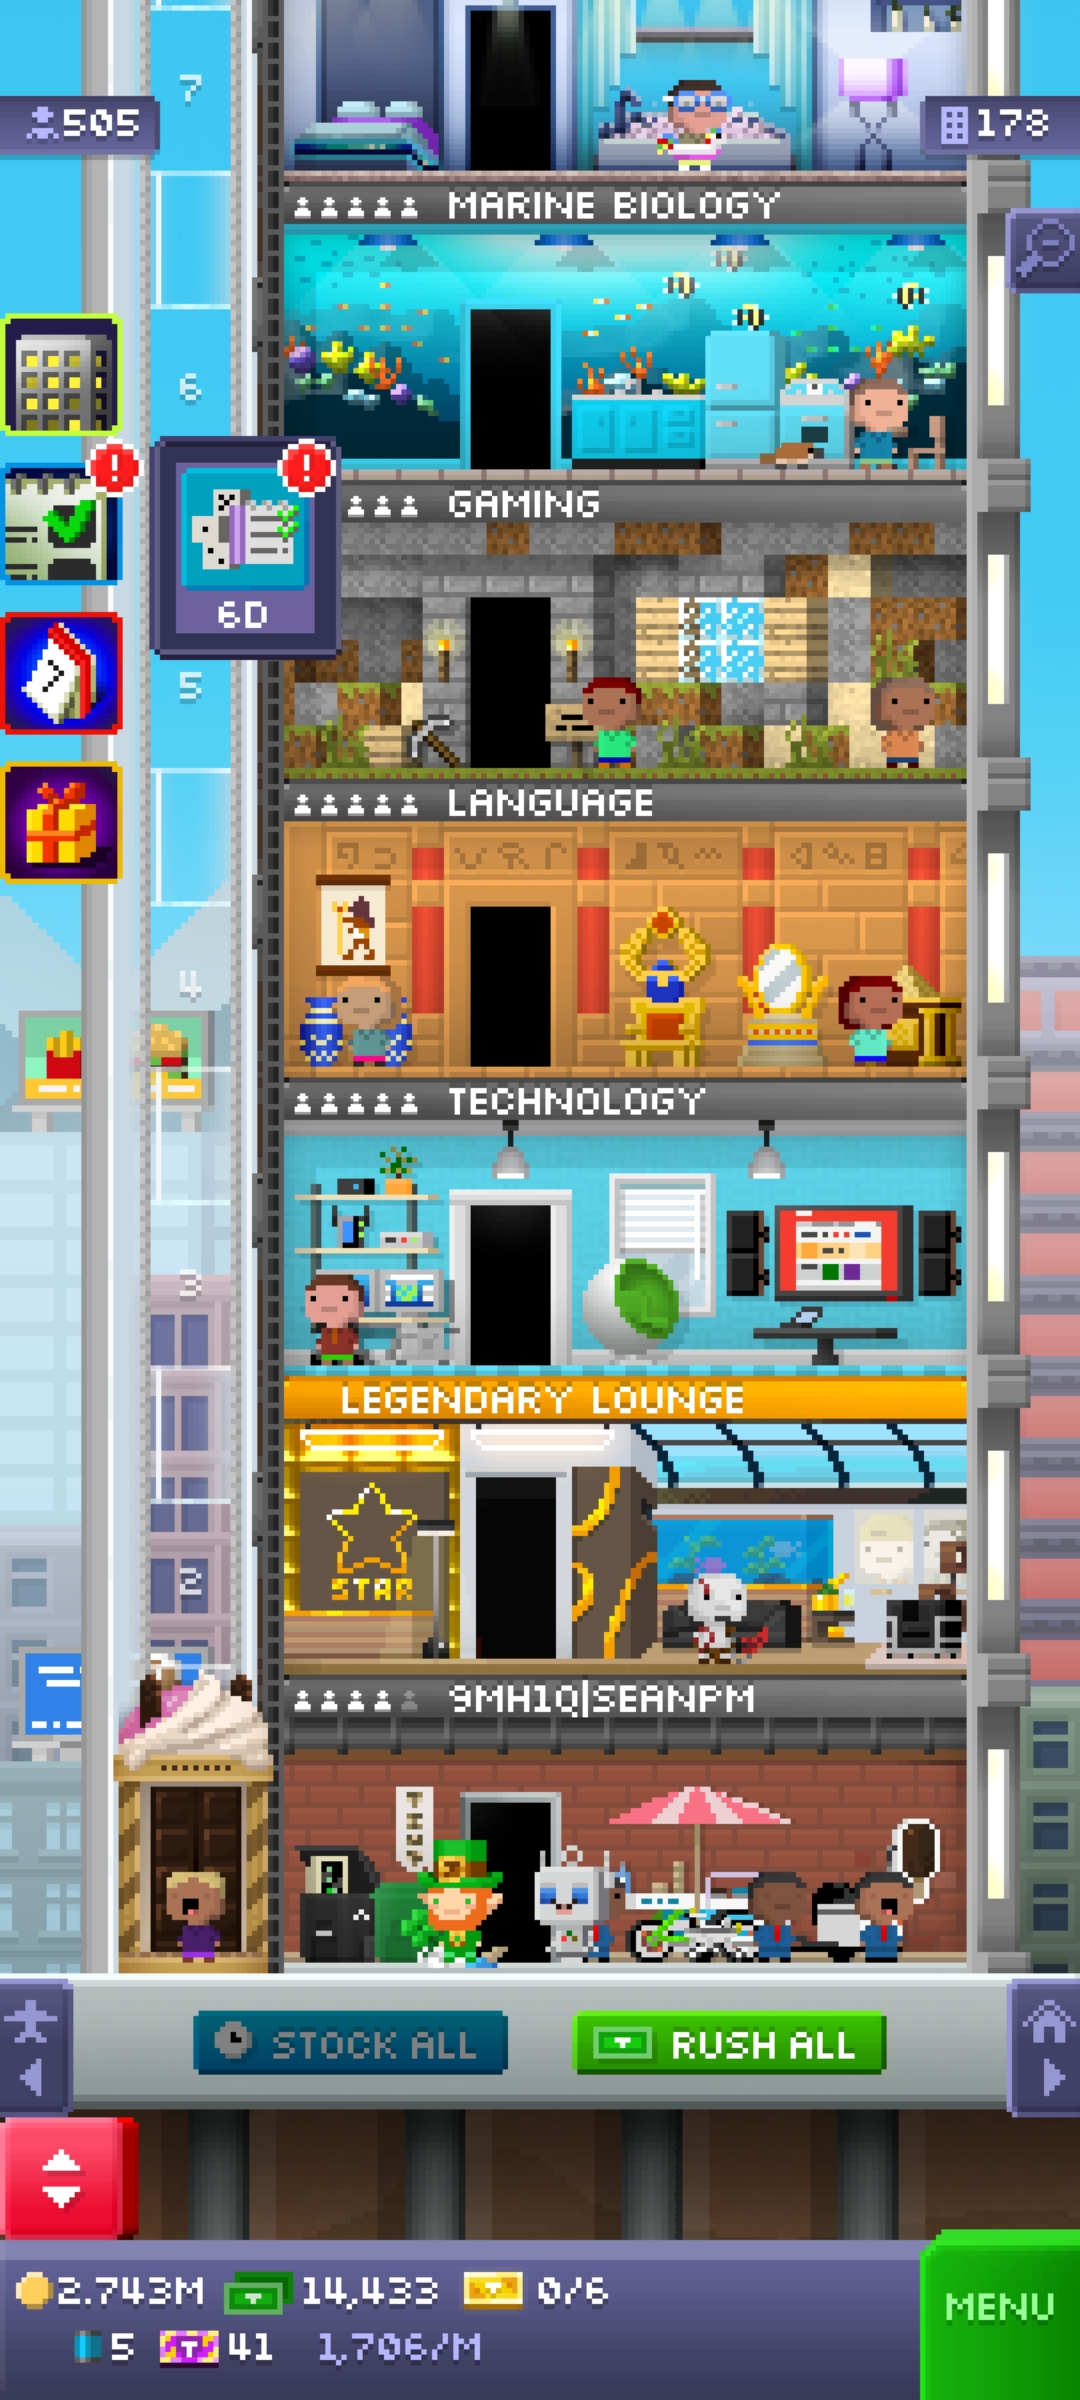 7
505
178
MARINE BIOLOGY
6
GAMING
6D
5
LANGUAGE
4
TECHNOLOGY
3
LEGENDARY LOUNGE
STAR
2
9MH1Q|SEANPM
TINY
STOCK ALL
RUSH ALL
2.743M
14,433
0/6
MENU
5
T
41
1,706/M